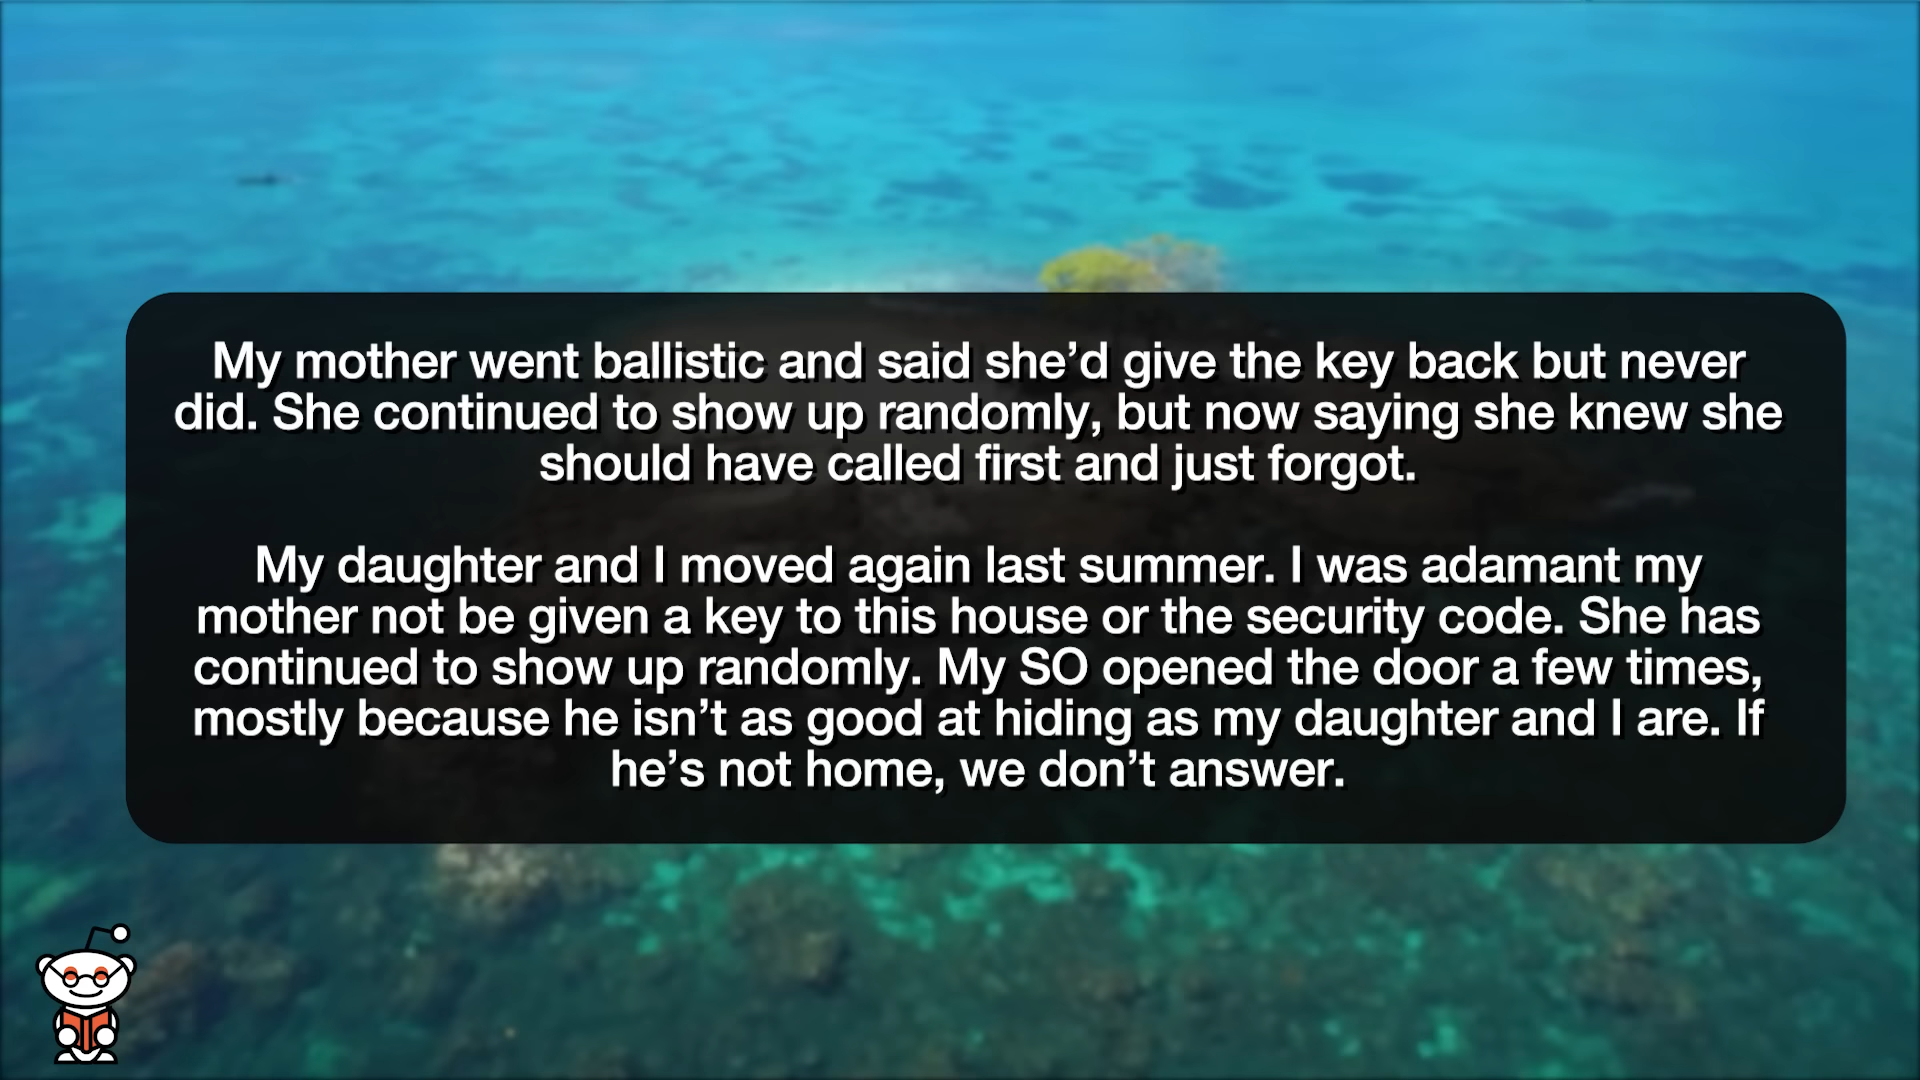 My mother went ballistic and said she’d give the key back but never
did. She continued to show up randomly, but now saying she knew she
should have called first and just forgot.
My daughter and I moved again last summer. I was adamant my
mother not be given a key to this house or the security code. She has
continued to show up randomly. My SO opened the door a few times,
mostly because he isn’t as good at hiding as my daughter and I are. If
he’s not home, we don’t answer.